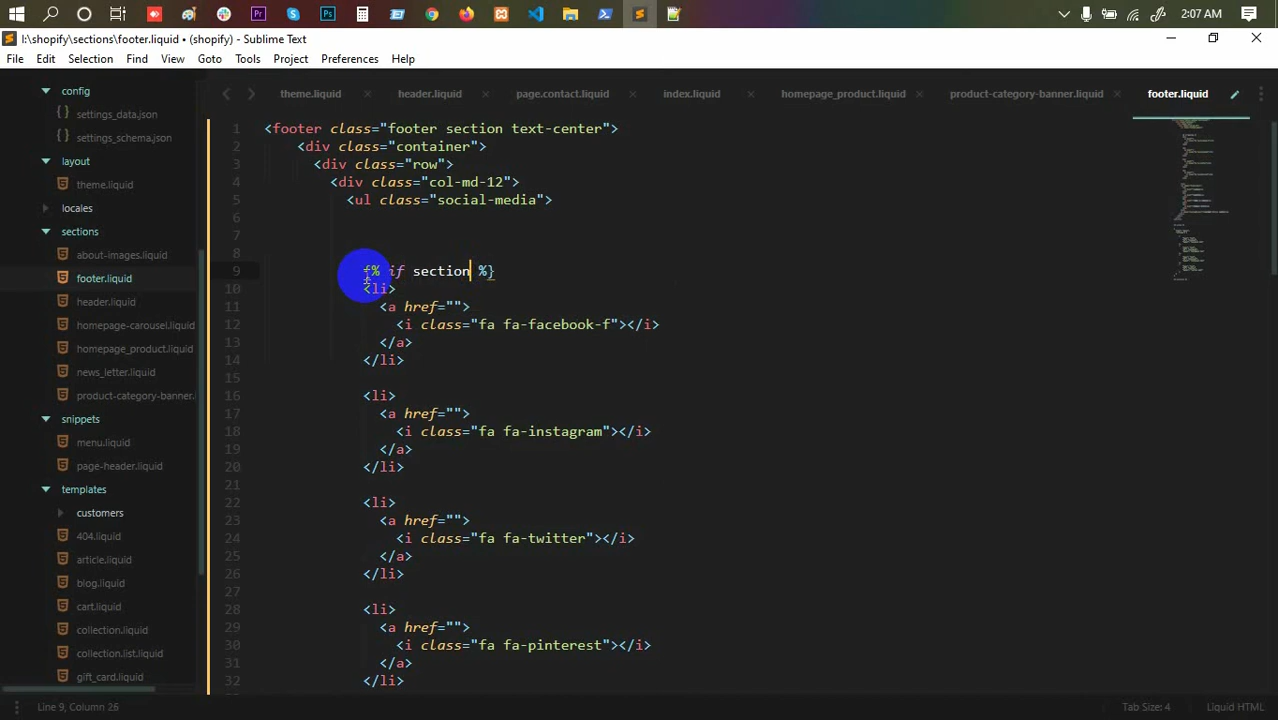 2:07 AM
I:\shopify\sections\footer.liquid • (shopify) - Sublime Text
File Edit Selection Find View Goto Tools Project Preferences Help
theme.liquid × header.liquid × page.contact.liquid × index.liquid × homepage_product.liquid × product-category-banner.liquid × footer.liquid
config
settings_data.json
settings_schema.json
layout
theme.liquid
locales
sections
about-images.liquid
footer.liquid
header.liquid
homepage-carousel.liquid
homepage_product.liquid
news_letter.liquid
product-category-banner.l
snippets
menu.liquid
page-header.liquid
templates
customers
404.liquid
article.liquid
blog.liquid
cart.liquid
collection.liquid
collection.list.liquid
gift_card.liquid
1 <footer class="footer section text-center">
2 <div class="container">
3 <div class="row">
4 <div class="col-md-12">
5 <ul class="social-media">
6
7
8
9 {% if section %}
10 <li>
11 <a href="">
12 <i class="fa fa-facebook-f"></i>
13 </a>
14 </li>
15
16 <li>
17 <a href="">
18 <i class="fa fa-instagram"></i>
19 </a>
20 </li>
21
22 <li>
23 <a href="">
24 <i class="fa fa-twitter"></i>
25 </a>
26 </li>
27
28 <li>
29 <a href="">
30 <i class="fa fa-pinterest"></i>
31 </a>
32 </li>
Line 9, Column 26
Tab Size: 4 Liquid HTML